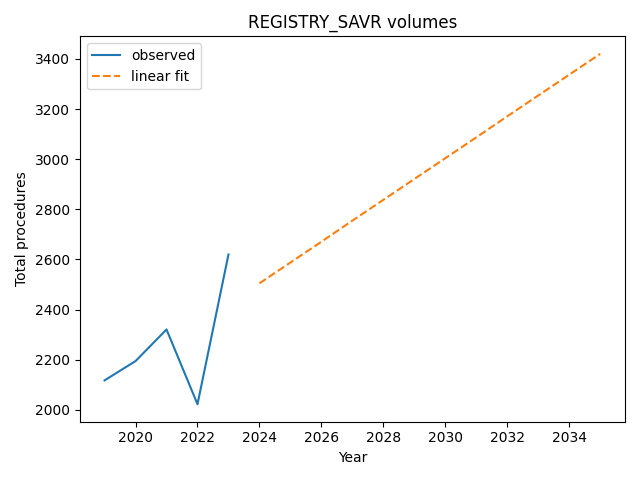 REGISTRY_SAVR volumes
observed
linear fit
Total procedures
3400
3200
3000
2800
2600
2400
2200
2000
2020 2022 2024 2026 2028 2030 2032 2034
Year